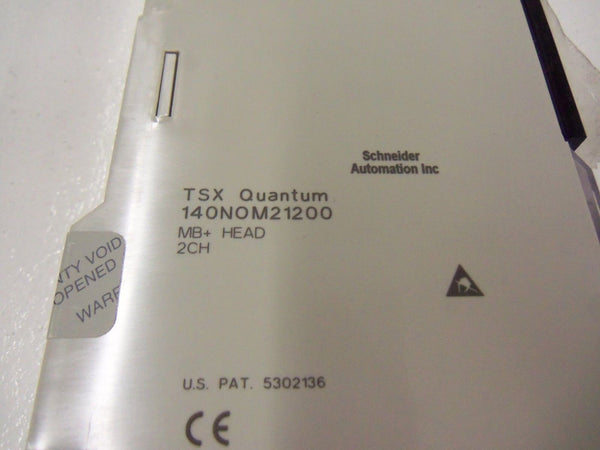 Schneider
Automation Inc
TSX Quantum
140NOM21200
MB+ HEAD
2CH
NTY VOID
OPENED
WARR
U.S. PAT. 5302136
CE